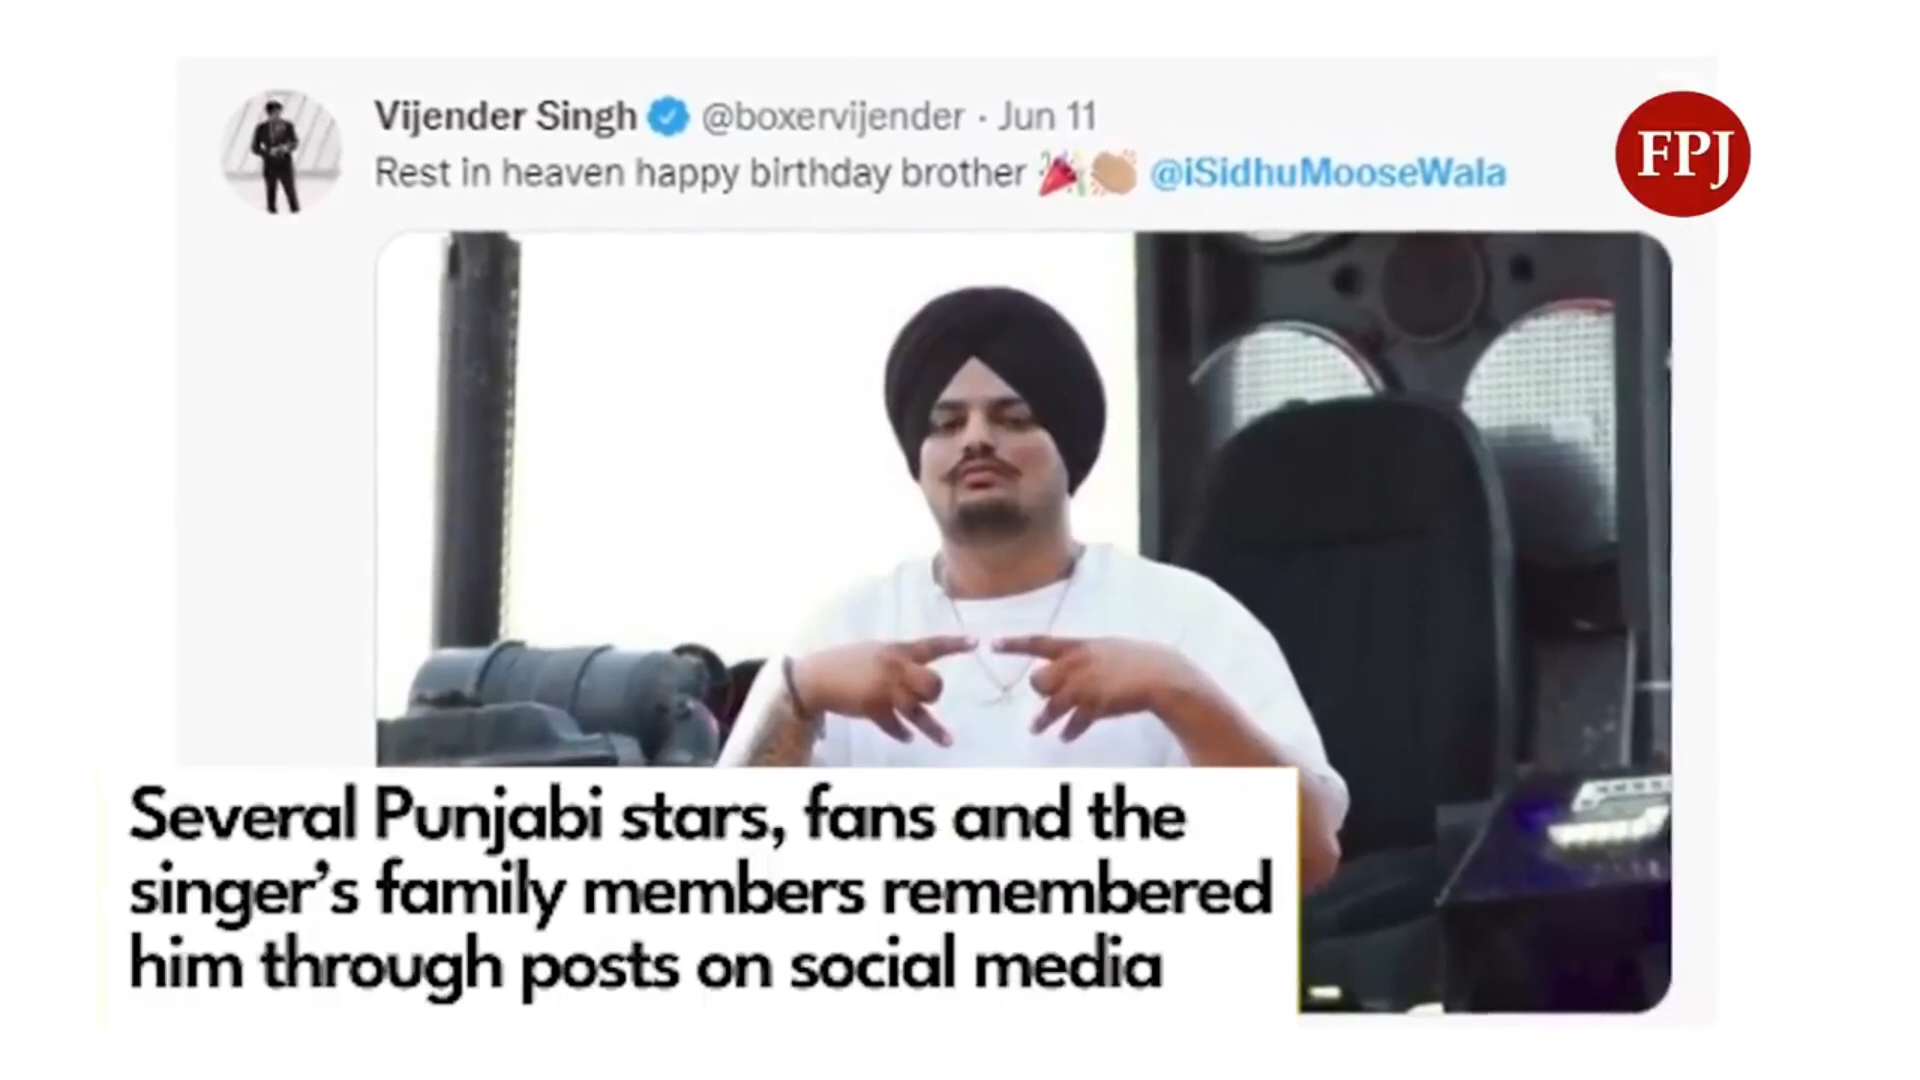 Vijender Singh @boxervijender · Jun 11
Rest in heaven happy birthday brother 🎉👏🏼 @iSidhuMooseWala
FPJ
Several Punjabi stars, fans and the
singer's family members remembered
him through posts on social media